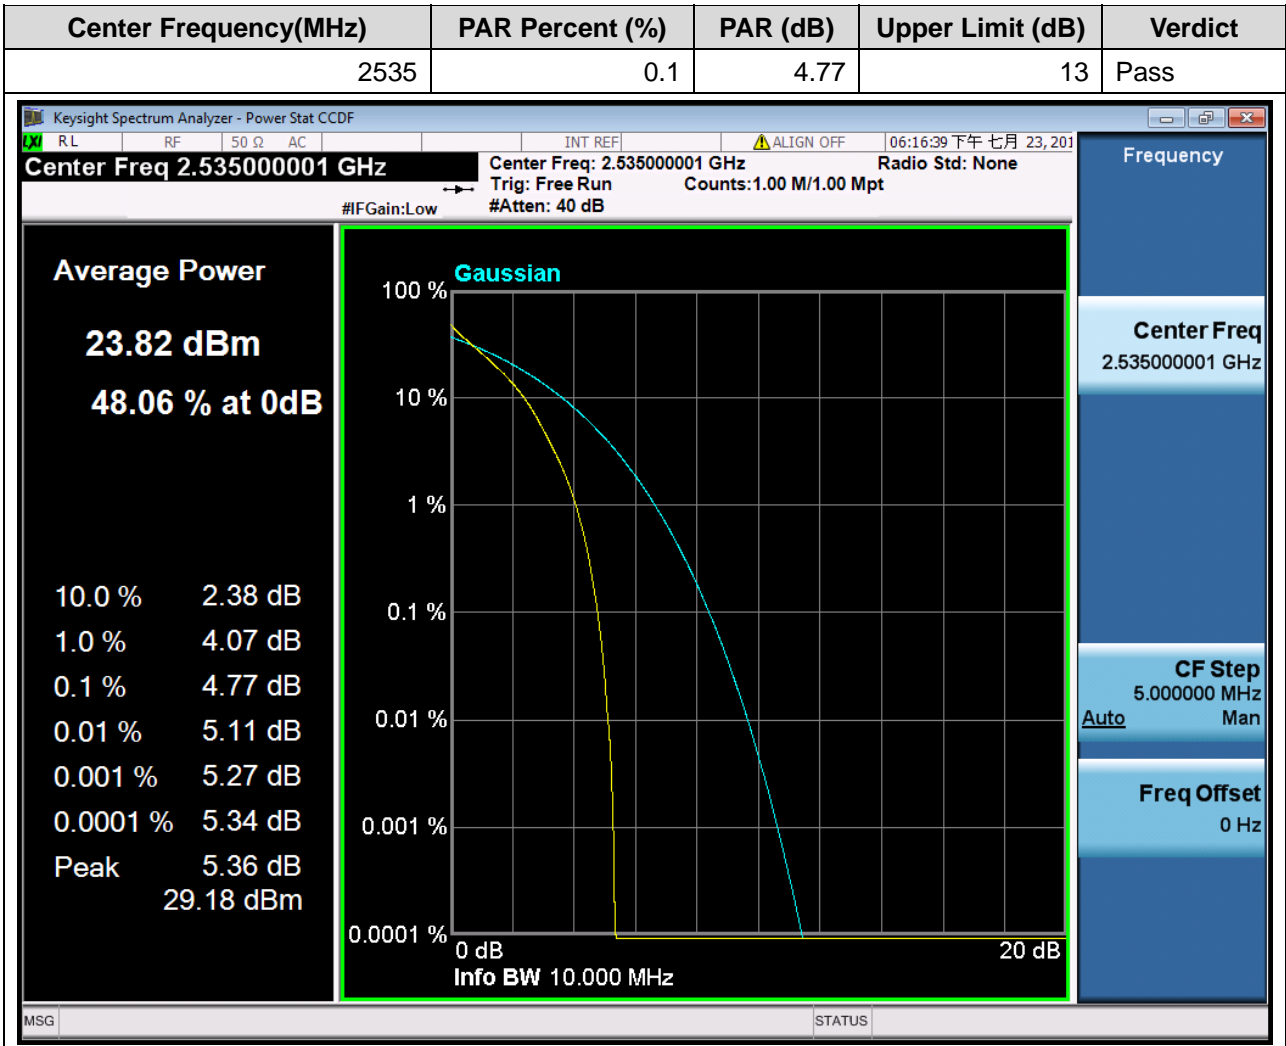 Center Frequency(MHz) PAR Percent (%) PAR (dB) Upper Limit (dB) Verdict
2535 0.1 4.77 13 Pass
Keysight Spectrum Analyzer - Power Stat CCDF
LXI RL RF 50 Ω AC INT REF ALIGN OFF 06:16:39 下午 七月 23, 201
Center Freq 2.535000001 GHz
Center Freq: 2.535000001 GHz Radio Std: None
Trig: Free Run Counts:1.00 M/1.00 Mpt
#IFGain:Low #Atten: 40 dB
Average Power
23.82 dBm
48.06 % at 0dB
10.0 % 2.38 dB
1.0 % 4.07 dB
0.1 % 4.77 dB
0.01 % 5.11 dB
0.001 % 5.27 dB
0.0001 % 5.34 dB
Peak 5.36 dB
29.18 dBm
Gaussian
100 %
10 %
1 %
0.1 %
0.01 %
0.001 %
0.0001 %
0 dB 20 dB
Info BW 10.000 MHz
Frequency
Center Freq
2.535000001 GHz
CF Step
5.000000 MHz
Auto Man
Freq Offset
0 Hz
MSG STATUS